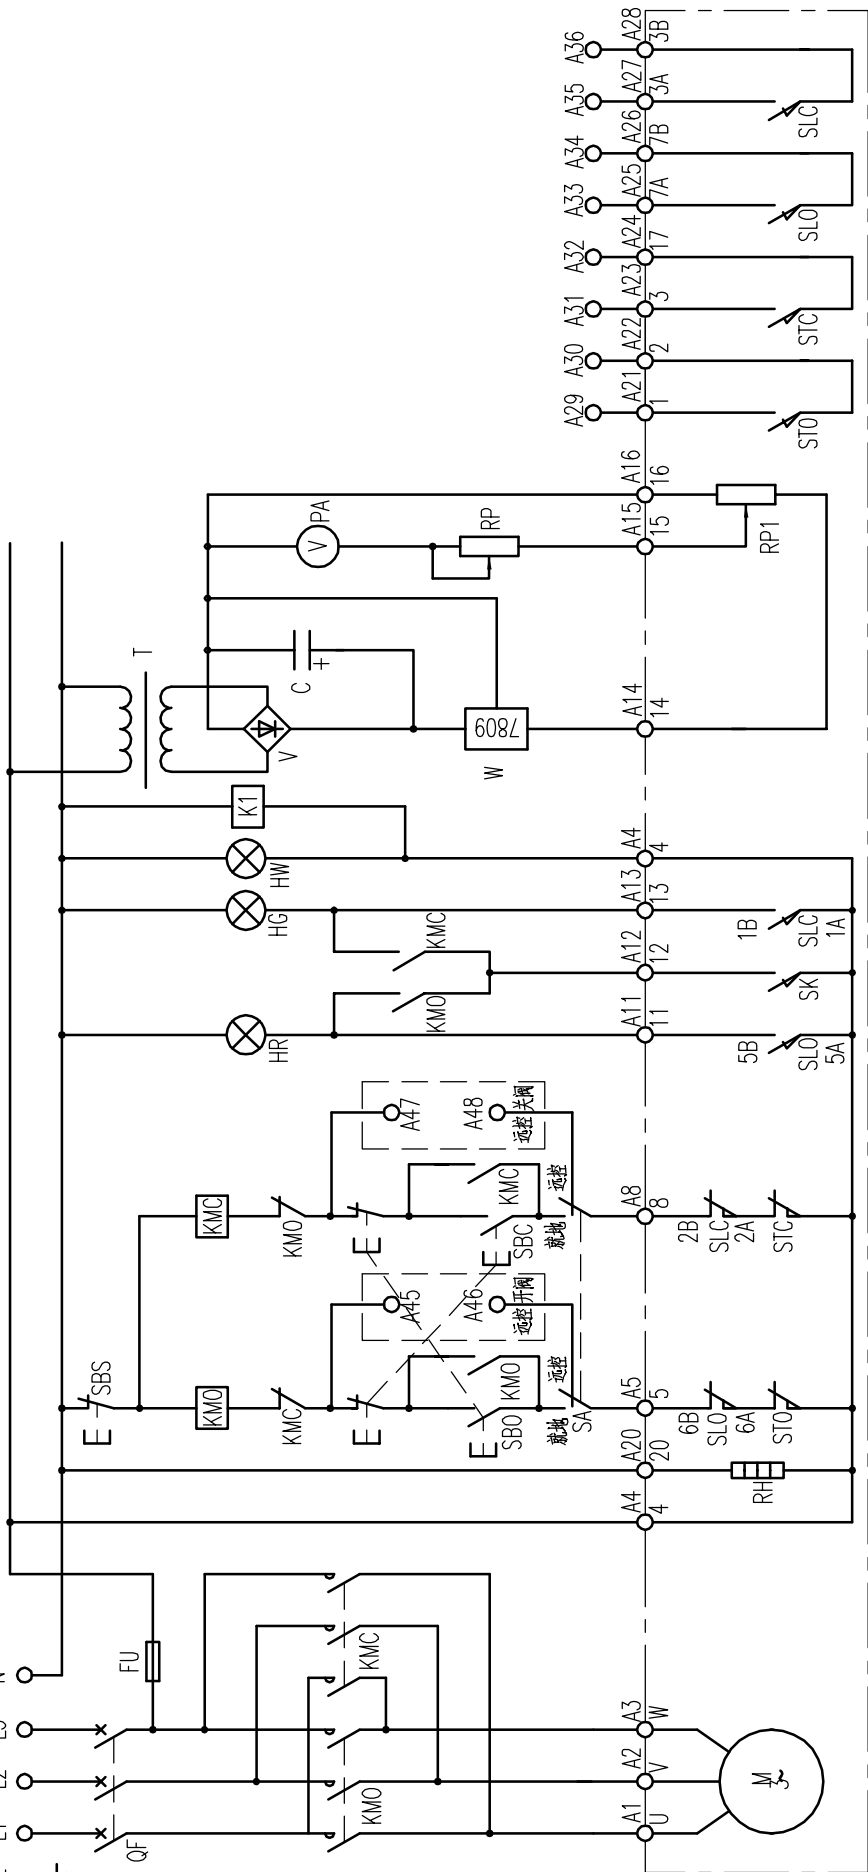 A36
A35
A34
A33
A32
A31
A30
A29
A28
3B
A27
3A
A26
7B
A25
7A
A24
17
A23
3
A22
2
A21
1
SLC
SLO
STC
STO
A16
16
A15
15
PA
V
RP
RP1
T
C
+
V
7809
W
A14
14
K1
HW
HG
HR
KMC
KMO
A4
4
A13
13
A12
12
A11
11
1B
SLC
1A
SK
5B
SLO
5A
A47
A48
远控关阀
KMC
KMO
KMC
SBC
就地
远控
A8
8
2B
SLC
2A
STC
SBS
A45
A46
远控开阀
KMO
KMC
KMO
SBO
就地
远控
SA
A5
5
A20
20
A4
4
6B
SLO
6A
STO
RH
FU
KMC
KMO
QF
A3
W
A2
V
A1
U
M
3~